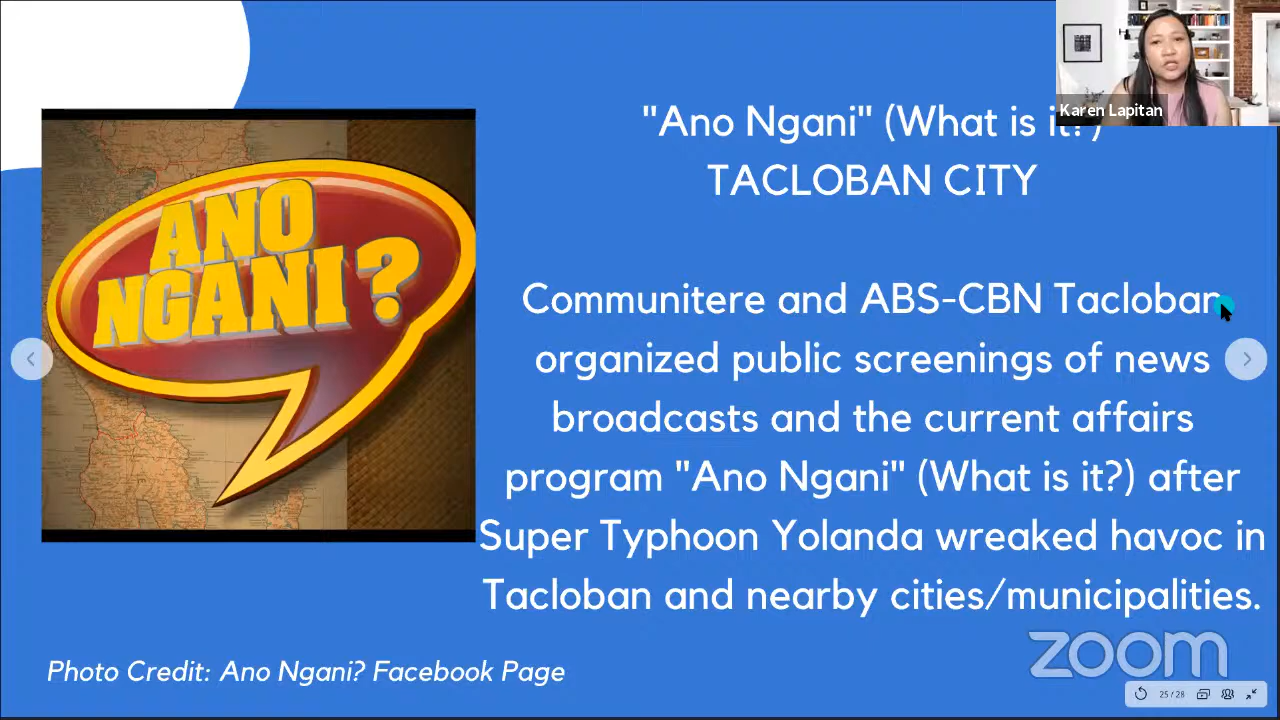 Karen Lapitan
"Ano Ngani" (What is it?)
TACLOBAN CITY
ANO
NGANI?
Communitere and ABS-CBN Tacloban
organized public screenings of news
broadcasts and the current affairs
program "Ano Ngani" (What is it?) after
Super Typhoon Yolanda wreaked havoc in
Tacloban and nearby cities/municipalities.
Photo Credit: Ano Ngani? Facebook Page
zoom
25 / 28